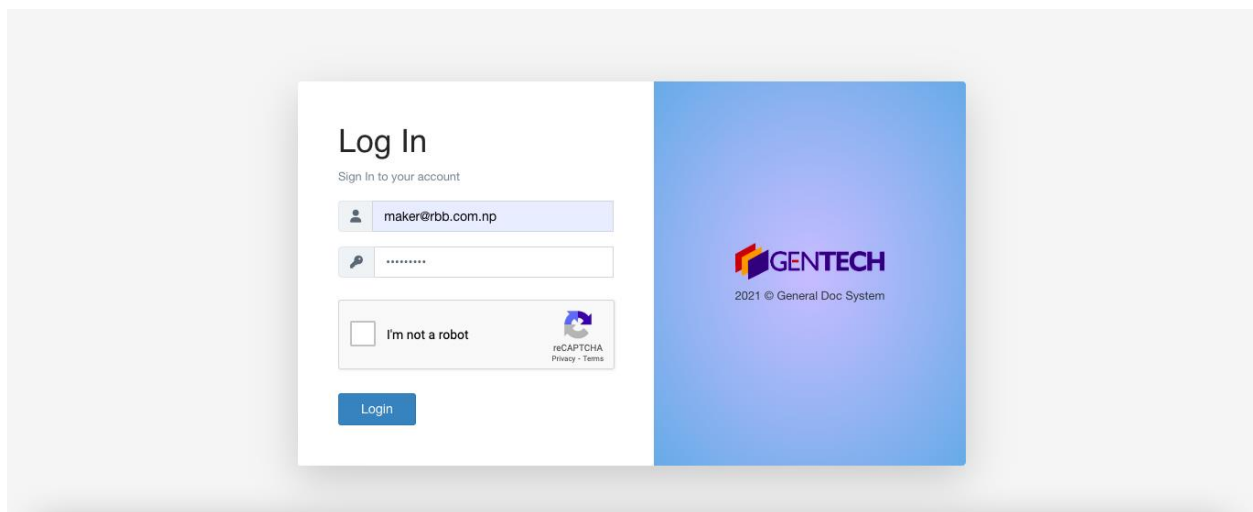 Log In
Sign In to your account
maker@rbb.com.np
•••••••••
I'm not a robot
reCAPTCHA
Privacy - Terms
Login
GENTECH
2021 © General Doc System